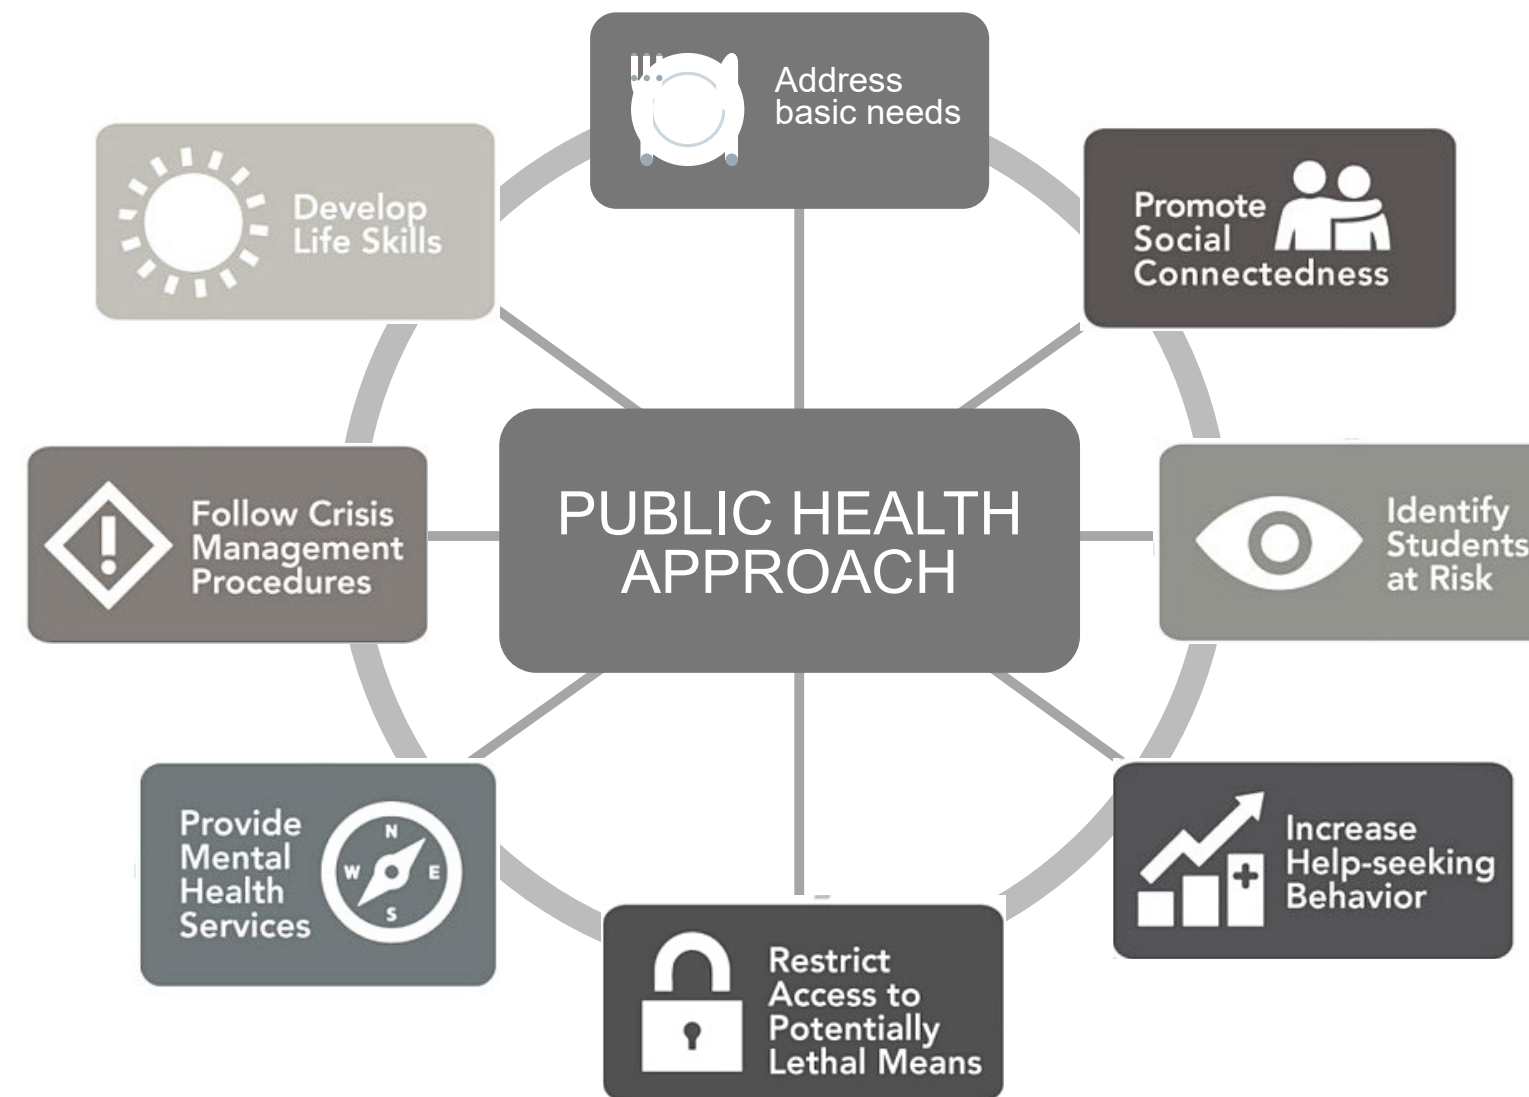 Address
basic needs
Promote
Social
Connectedness
Identify
Students
at Risk
Increase
Help-seeking
Behavior
Restrict
Access to
Potentially
Lethal Means
Provide
Mental
Health
Services
N
W E
S
Follow Crisis
Management
Procedures
Develop
Life Skills
PUBLIC HEALTH
APPROACH